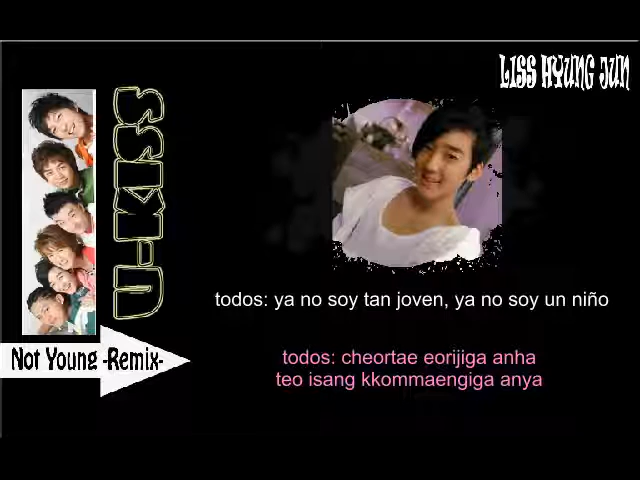 LISS HYUNG JUN
U-KISS
todos: ya no soy tan joven, ya no soy un niño
Not Young -Remix-
todos: cheortae eorijiga anha
teo isang kkommaengiga anya